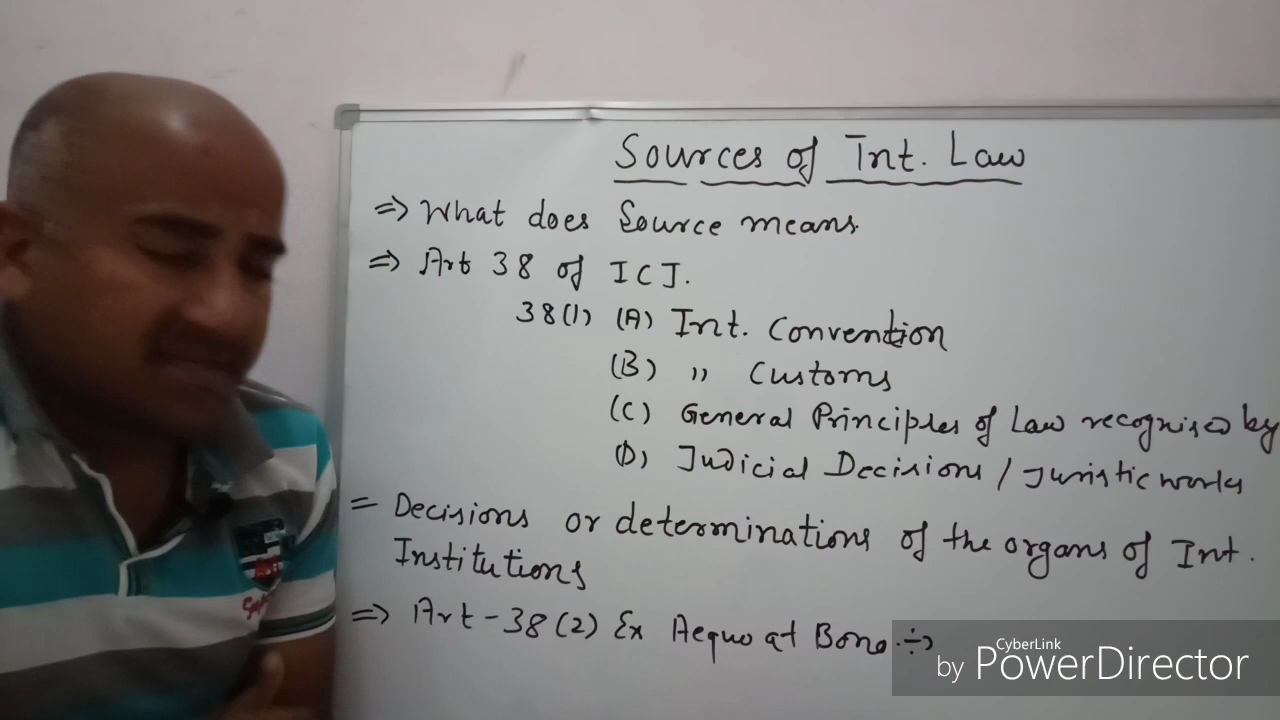 Sources of Int. Law
⇒ What does Source means.
⇒ Art 38 of ICJ.
38(1) (A) Int. Convention
(B) ,, Customs
(C) General Principles of Law recognised by
(D) Judicial Decisions / Juristic works
= Decisions or determinations of the organs of Int.
Institutions
⇒ Art - 38 (2) Ex Aequo at Bono ÷
CyberLink
by PowerDirector